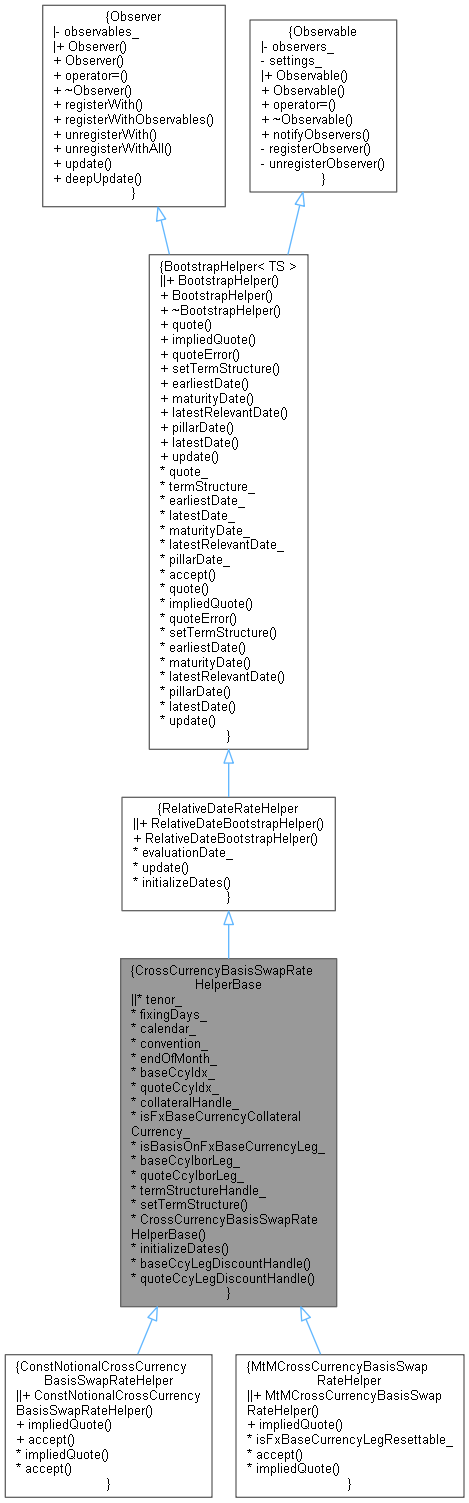 {Observer
|- observables_
|+ Observer()
+ Observer()
+ operator=()
+ ~Observer()
+ registerWith()
+ registerWithObservables()
+ unregisterWith()
+ unregisterWithAll()
+ update()
+ deepUpdate()
}
{Observable
|- observers_
- settings_
|+ Observable()
+ Observable()
+ operator=()
+ ~Observable()
+ notifyObservers()
- registerObserver()
- unregisterObserver()
}
{BootstrapHelper< TS >
||+ BootstrapHelper()
+ BootstrapHelper()
+ ~BootstrapHelper()
+ quote()
+ impliedQuote()
+ quoteError()
+ setTermStructure()
+ earliestDate()
+ maturityDate()
+ latestRelevantDate()
+ pillarDate()
+ latestDate()
+ update()
* quote_
* termStructure_
* earliestDate_
* latestDate_
* maturityDate_
* latestRelevantDate_
* pillarDate_
* accept()
* quote()
* impliedQuote()
* quoteError()
* setTermStructure()
* earliestDate()
* maturityDate()
* latestRelevantDate()
* pillarDate()
* latestDate()
* update()
}
{RelativeDateRateHelper
||+ RelativeDateBootstrapHelper()
+ RelativeDateBootstrapHelper()
* evaluationDate_
* update()
* initializeDates()
}
{CrossCurrencyBasisSwapRate
HelperBase
||* tenor_
* fixingDays_
* calendar_
* convention_
* endOfMonth_
* baseCcyIdx_
* quoteCcyIdx_
* collateralHandle_
* isFxBaseCurrencyCollateral
Currency_
* isBasisOnFxBaseCurrencyLeg_
* baseCcyIborLeg_
* quoteCcyIborLeg_
* termStructureHandle_
* setTermStructure()
* CrossCurrencyBasisSwapRate
HelperBase()
* initializeDates()
* baseCcyLegDiscountHandle()
* quoteCcyLegDiscountHandle()
}
{ConstNotionalCrossCurrency
BasisSwapRateHelper
||+ ConstNotionalCrossCurrency
BasisSwapRateHelper()
+ impliedQuote()
+ accept()
* impliedQuote()
* accept()
}
{MtMCrossCurrencyBasisSwap
RateHelper
||+ MtMCrossCurrencyBasisSwap
RateHelper()
+ impliedQuote()
* isFxBaseCurrencyLegResettable_
* accept()
* impliedQuote()
}